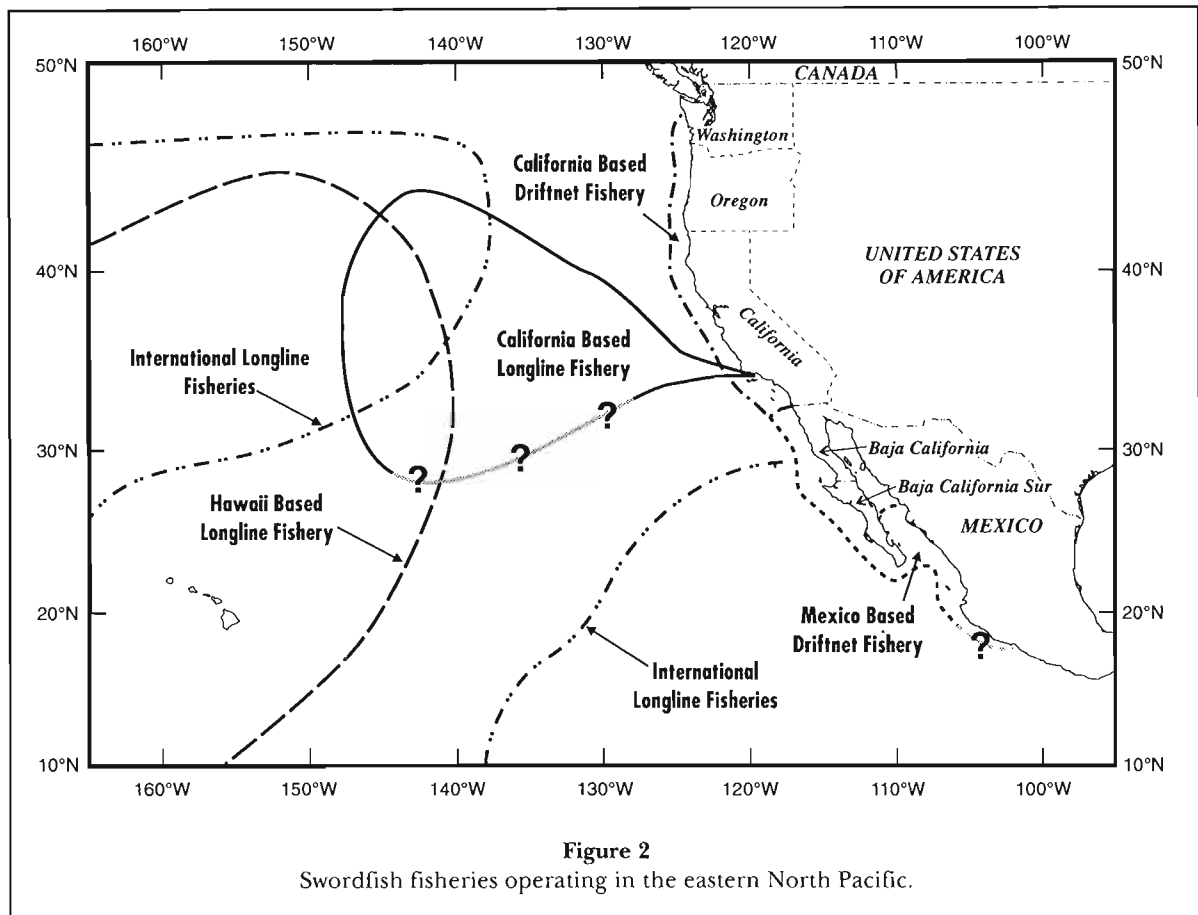 160°W 150°W 140°W 130°W 120°W 110°W 100°W
50°N
50°N
CANADA
Washington
California Based
Driftnet Fishery
Oregon
UNITED STATES
OF AMERICA
40°N
40°N
California
California Based
Longline Fishery
International Longline
Fisheries
?
?
?
30°N
30°N
Baja California
Baja California Sur
Hawaii Based
Longline Fishery
MEXICO
20°N
20°N
Mexico Based
Driftnet Fishery
?
International
Longline Fisheries
10°N
10°N
160°W 150°W 140°W 130°W 120°W 110°W 100°W
Figure 2
Swordfish fisheries operating in the eastern North Pacific.